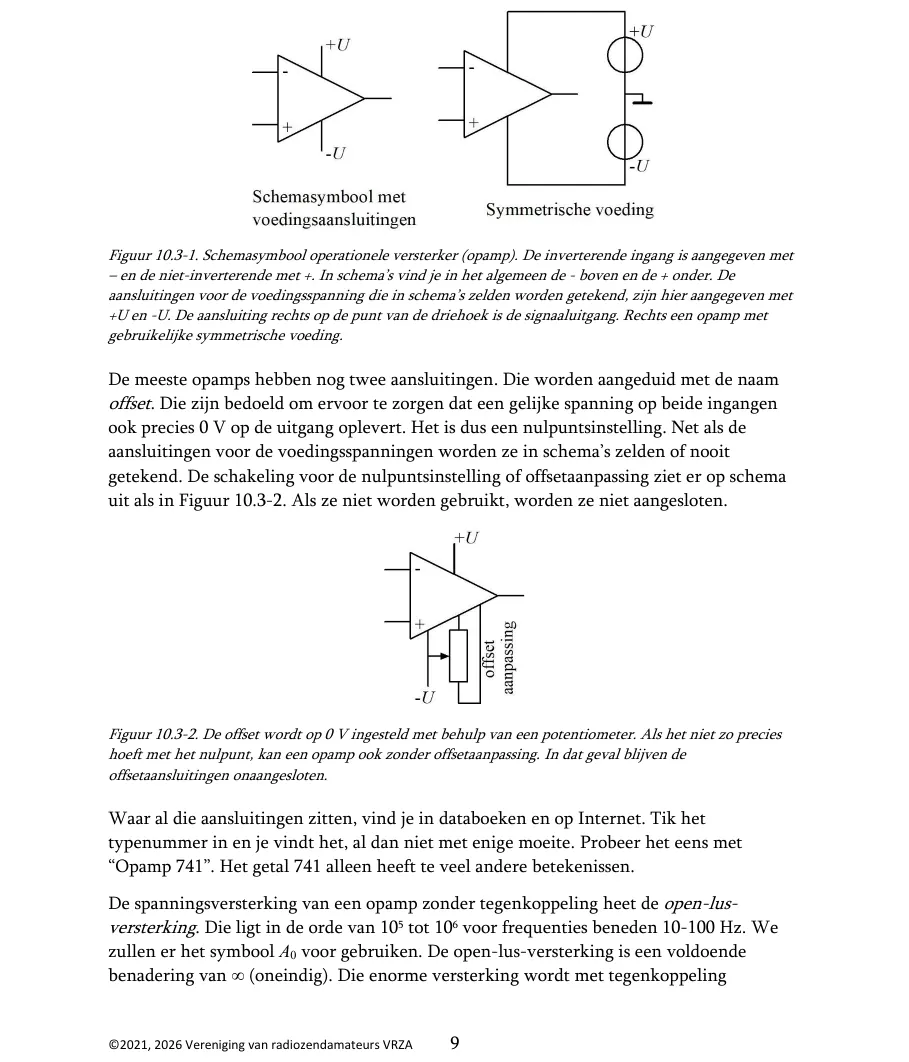 +U
-
+
-U
Schemasymbool met
voedingsaansluitingen
+U
-
+
-U
Symmetrische voeding
Figuur 10.3-1. Schemasymbool operationele versterker (opamp). De inverterende ingang is aangegeven met
– en de niet-inverterende met +. In schema's vind je in het algemeen de - boven en de + onder. De
aansluitingen voor de voedingsspanning die in schema's zelden worden getekend, zijn hier aangegeven met
+U en -U. De aansluiting rechts op de punt van de driehoek is de signaaluitgang. Rechts een opamp met
gebruikelijke symmetrische voeding.
De meeste opamps hebben nog twee aansluitingen. Die worden aangeduid met de naam
offset. Die zijn bedoeld om ervoor te zorgen dat een gelijke spanning op beide ingangen
ook precies 0 V op de uitgang oplevert. Het is dus een nulpuntsinstelling. Net als de
aansluitingen voor de voedingsspanningen worden ze in schema's zelden of nooit
getekend. De schakeling voor de nulpuntsinstelling of offsetaanpassing ziet er op schema
uit als in Figuur 10.3-2. Als ze niet worden gebruikt, worden ze niet aangesloten.
+U
-
+
-U
offset
aanpassing
Figuur 10.3-2. De offset wordt op 0 V ingesteld met behulp van een potentiometer. Als het niet zo precies
hoeft met het nulpunt, kan een opamp ook zonder offsetaanpassing. In dat geval blijven de
offsetaansluitingen onaangesloten.
Waar al die aansluitingen zitten, vind je in databoeken en op Internet. Tik het
typenummer in en je vindt het, al dan niet met enige moeite. Probeer het eens met
“Opamp 741”. Het getal 741 alleen heeft te veel andere betekenissen.
De spanningsversterking van een opamp zonder tegenkoppeling heet de open-lus-
versterking. Die ligt in de orde van 10⁵ tot 10⁶ voor frequenties beneden 10-100 Hz. We
zullen er het symbool A₀ voor gebruiken. De open-lus-versterking is een voldoende
benadering van ∞ (oneindig). Die enorme versterking wordt met tegenkoppeling
©2021, 2026 Vereniging van radiozendamateurs VRZA 9